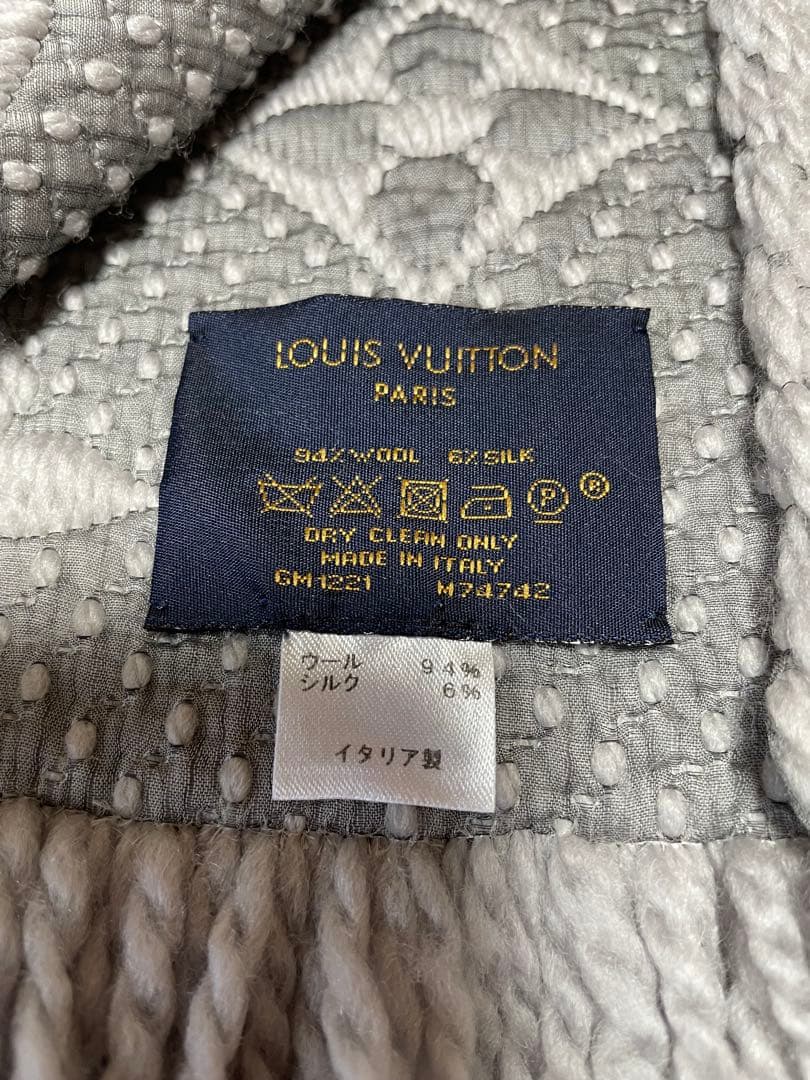 LOUIS VUITTON
PARIS
94% WOOL 6% SILK
P ®
DRY CLEAN ONLY
MADE IN ITALY
GM1221 M74742
ウール 94%
シルク 6%
イタリア製